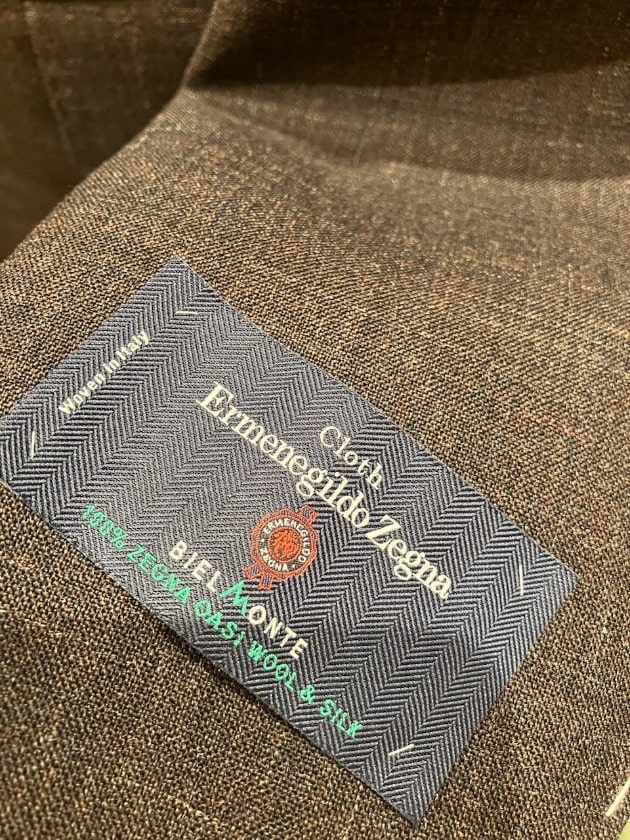 Woven in Italy
Cloth
Ermenegildo Zegna
ERMENEGILDO
ZEGNA
BIELMONTE
100% ZEGNA OASI WOOL & SILK